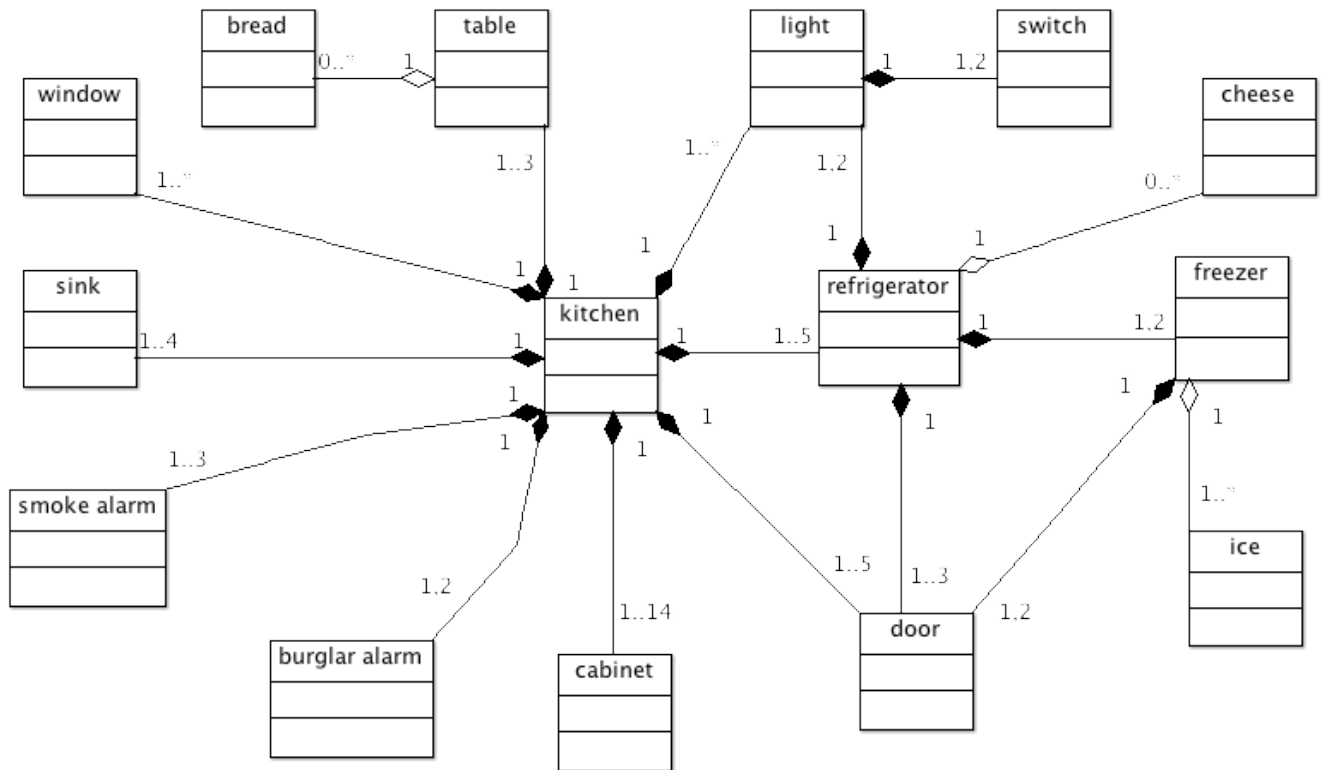 bread
table
light
switch
0..*
1
1
1,2
window
cheese
1..*
1..3
1..*
1,2
0..*
1
1
1
1
1
sink
kitchen
refrigerator
freezer
1..4
1
1
1..5
1
1,2
1
1
1
1
1
1
1..3
smoke alarm
1,2
1..14
1..5
1..3
1,2
1..*
ice
burglar alarm
cabinet
door